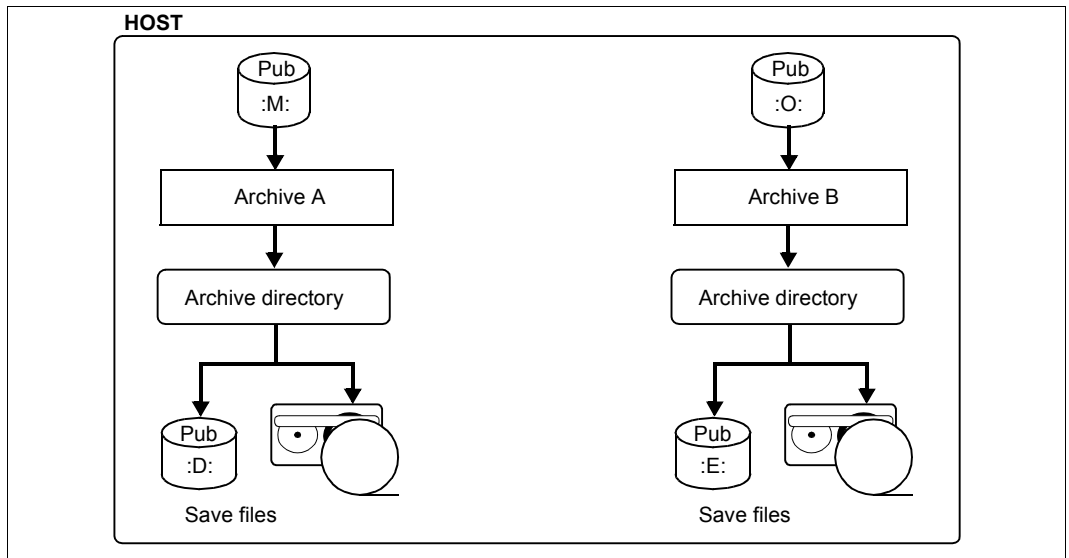 HOST
Pub
:M:
Pub
:O:
Archive A
Archive B
Archive directory
Archive directory
Pub
:D:
Pub
:E:
Save files
Save files